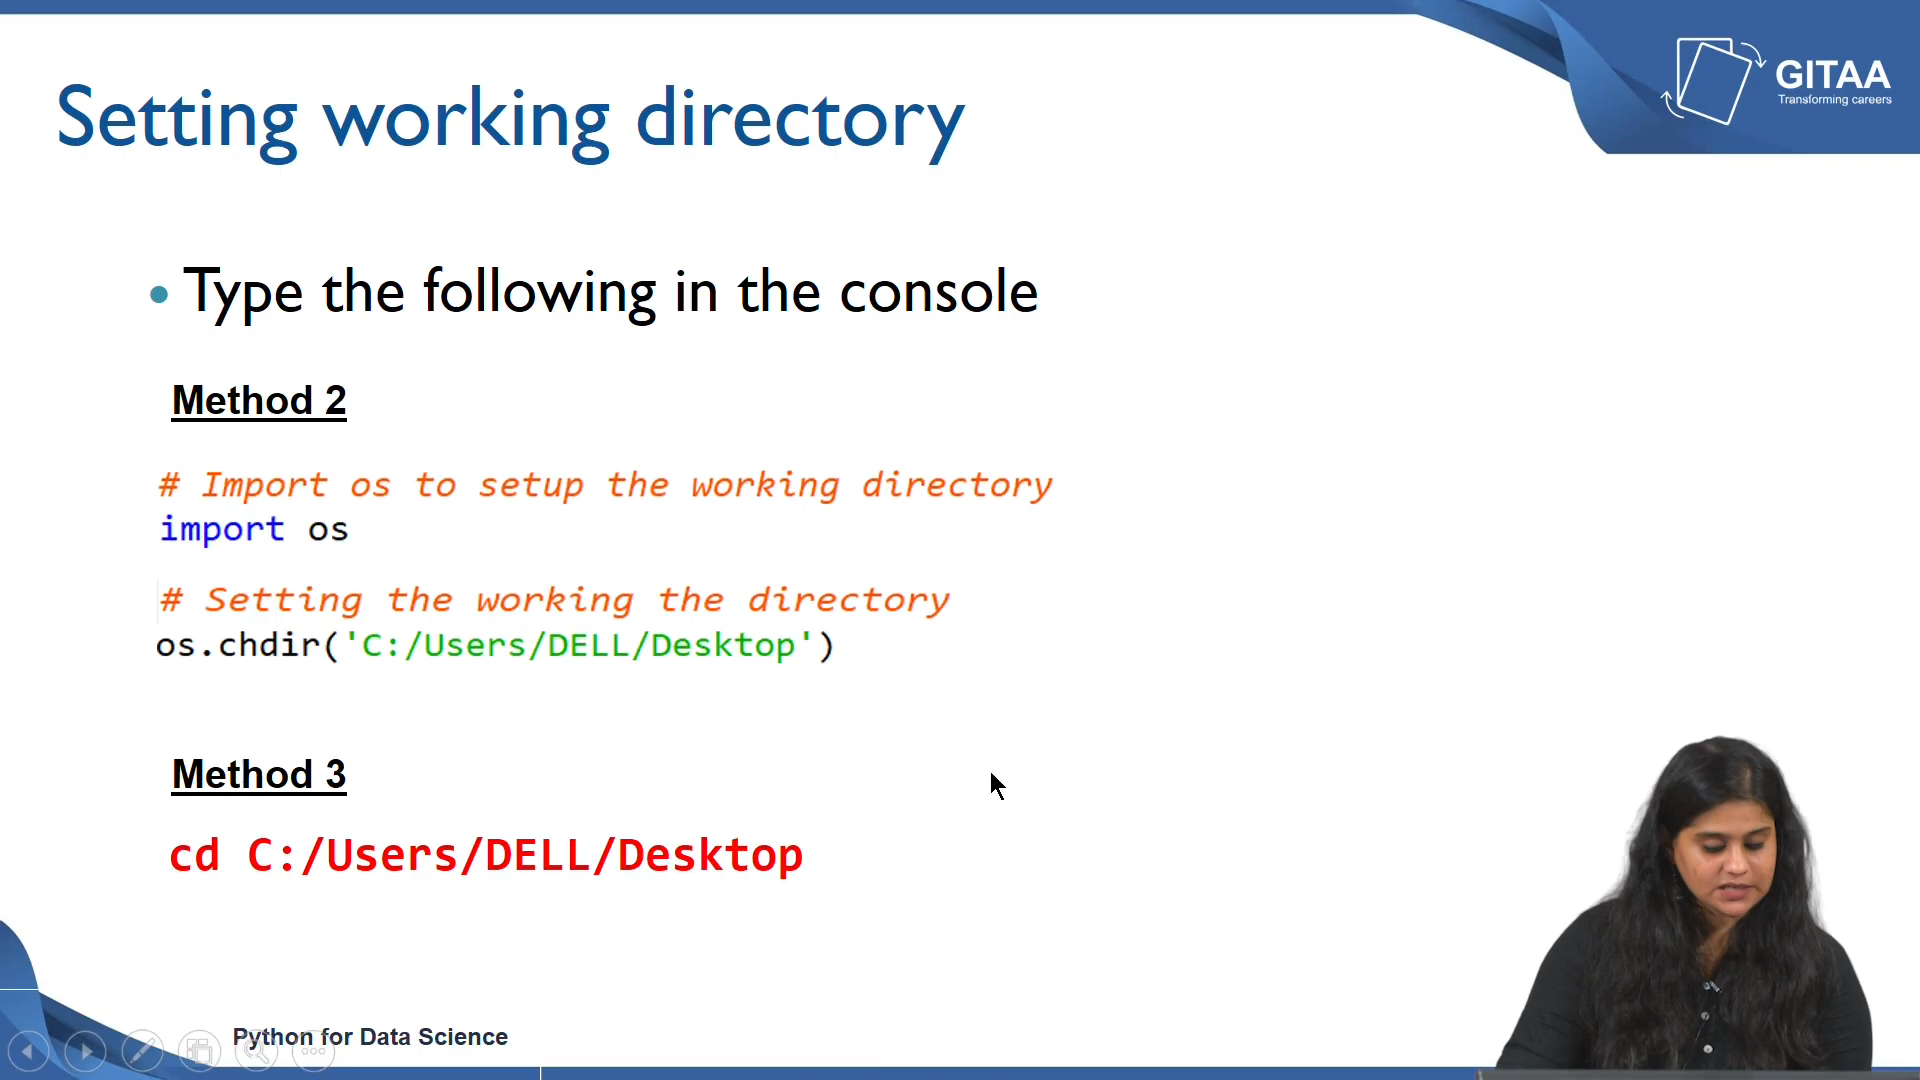 GITAA
Transforming careers
Setting working directory
• Type the following in the console
Method 2
# Import os to setup the working directory
import os
# Setting the working the directory
os.chdir('C:/Users/DELL/Desktop')
Method 3
cd C:/Users/DELL/Desktop
Python for Data Science